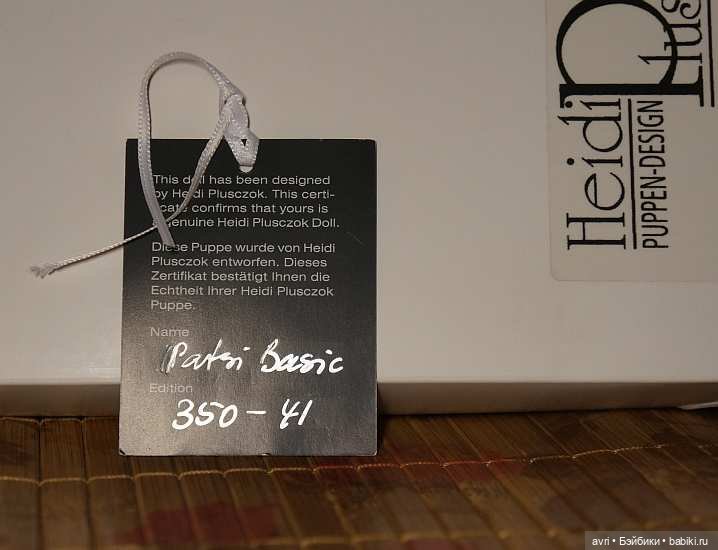 This doll has been designed
by Heidi Plusczok. This certi-
ficate confirms that yours is
a genuine Heidi Plusczok Doll.
Diese Puppe wurde von Heidi
Plusczok entworfen. Dieses
Zertifikat bestätigt Ihnen die
Echtheit Ihrer Heidi Plusczok
Puppe.
Name
Patsi Basic
Edition
350 - 41
Heidi Plus
PUPPEN-DESIGN
avri • Бэйбики • babiki.ru